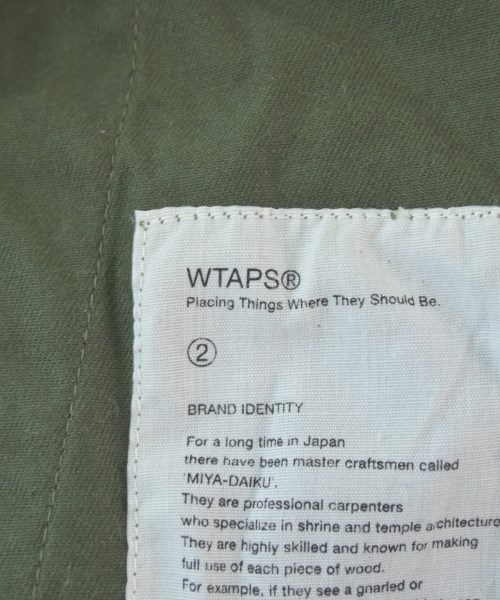 WTAPS®
Placing Things Where They Should Be.
②
BRAND IDENTITY
For a long time in Japan
there have been master craftsmen called
'MIYA-DAIKU'.
They are professional carpenters
who specialize in shrine and temple architecture
They are highly skilled and known for making
full use of each piece of wood.
For example, if they see a gnarled or